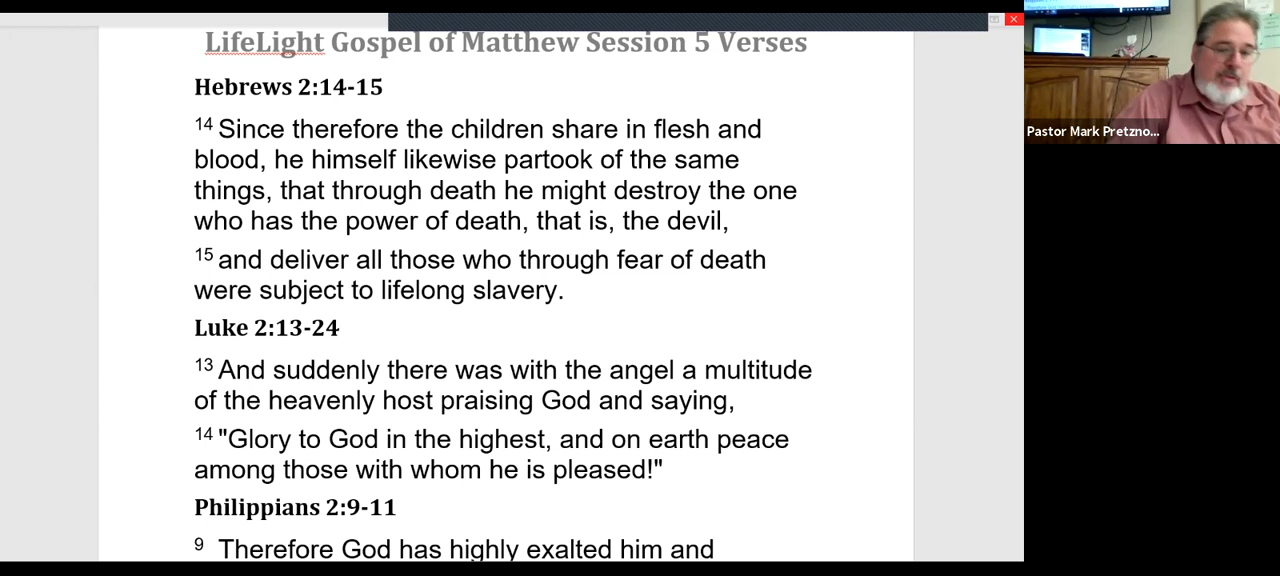 LifeLight Gospel of Matthew Session 5 Verses
Hebrews 2:14-15
14 Since therefore the children share in flesh and
blood, he himself likewise partook of the same
things, that through death he might destroy the one
who has the power of death, that is, the devil,
15 and deliver all those who through fear of death
were subject to lifelong slavery.
Luke 2:13-24
13 And suddenly there was with the angel a multitude
of the heavenly host praising God and saying,
14 "Glory to God in the highest, and on earth peace
among those with whom he is pleased!"
Philippians 2:9-11
9 Therefore God has highly exalted him and
Pastor Mark Pretzno...